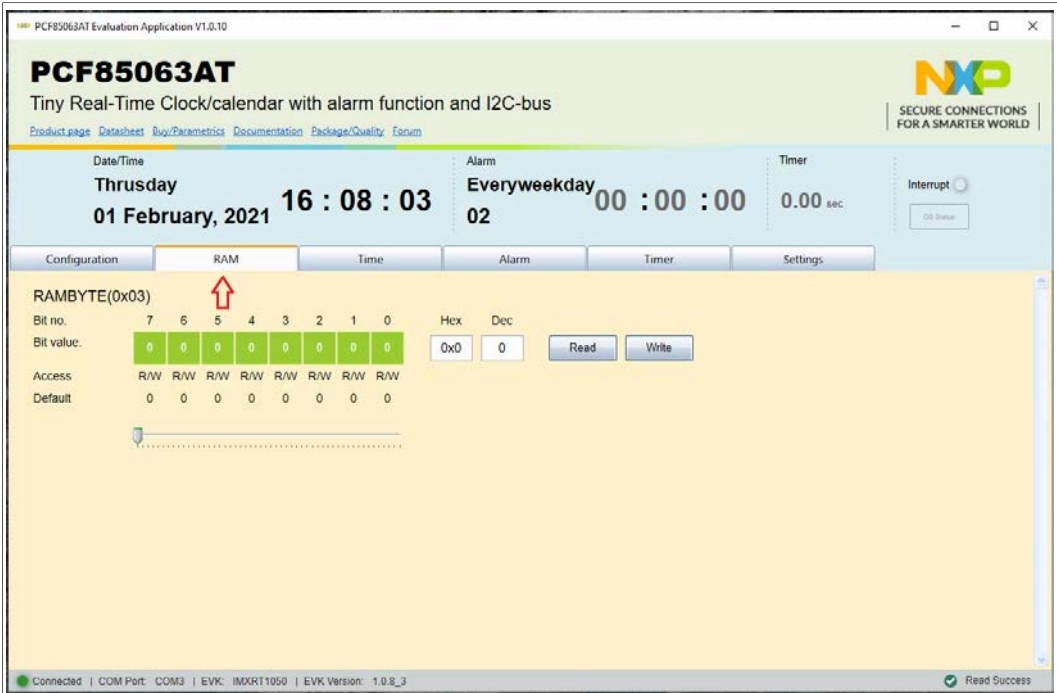 PCF85063AT Evaluation Application V1.0.10
PCF85063AT
Tiny Real-Time Clock/calendar with alarm function and I2C-bus
Product page Datasheet Buy/Parametrics Documentation Package/Quality Forum
NXP
SECURE CONNECTIONS
FOR A SMARTER WORLD
Date/Time
Thrusday
01 February, 2021
16 : 08 : 03
Alarm
Everyweekday
02
00 :00 :00
Timer
0.00 sec
Interrupt
OS Status
Configuration RAM Time Alarm Timer Settings
RAMBYTE(0x03)
Bit no. 7 6 5 4 3 2 1 0 Hex Dec
Bit value. 0 0 0 0 0 0 0 0 0x0 0 Read Write
Access R/W R/W R/W R/W R/W R/W R/W R/W
Default 0 0 0 0 0 0 0 0
Connected | COM Port: COM3 | EVK: IMXRT1050 | EVK Version: 1.0.8_3
Read Success